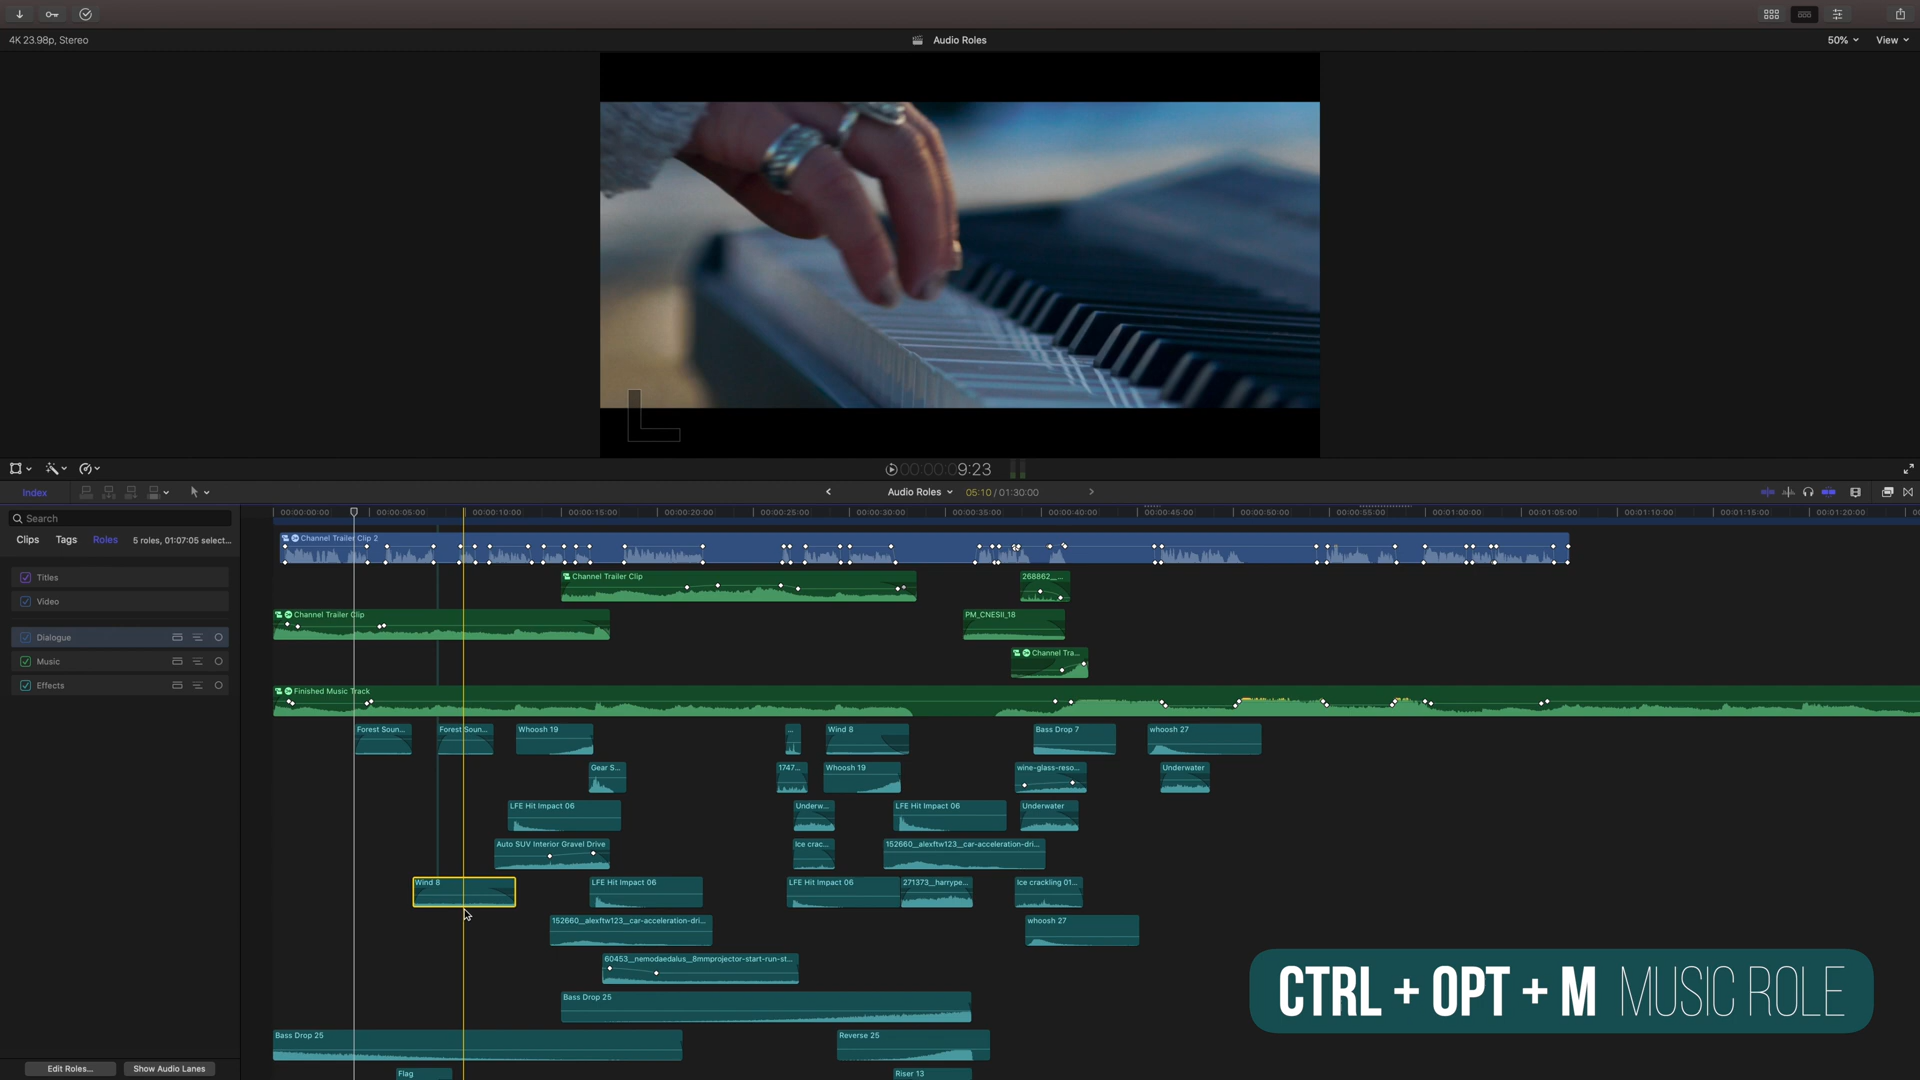 4K 23.98p, Stereo
Audio Roles
50%
View
00:00:00:09:23
Index
Audio Roles
05:10 / 01:30:00
Search
00:00:00:00
00:00:05:00
00:00:10:00
00:00:15:00
00:00:20:00
00:00:25:00
00:00:30:00
00:00:35:00
00:00:40:00
00:00:45:00
00:00:50:00
00:00:55:00
00:01:00:00
00:01:05:00
00:01:10:00
00:01:15:00
00:01:20:00
Clips
Tags
Roles
5 roles, 01:07:05 select...
Titles
Video
Dialogue
Music
Effects
Channel Trailer Clip 2
Channel Trailer Clip
268862__...
Channel Trailer Clip
PM_CNESII_18
Channel Tra...
Finished Music Track
Forest Soun...
Forest Soun...
Whoosh 19
...
Wind 8
Bass Drop 7
whoosh 27
Gear S...
1747...
Whoosh 19
wine-glass-reso...
Underwater
LFE Hit Impact 06
Underw...
LFE Hit Impact 06
Underwater
Auto SUV Interior Gravel Drive
Ice crac...
152660__alexftw123__car-acceleration-dri...
Wind 8
LFE Hit Impact 06
LFE Hit Impact 06
271373__harrype...
Ice crackling 01...
152660__alexftw123__car-acceleration-dri...
whoosh 27
60453__nemodaedalus__8mmprojector-start-run-st...
Bass Drop 25
Bass Drop 25
Reverse 25
Flag
Riser 13
CTRL + OPT + M MUSIC ROLE
Edit Roles...
Show Audio Lanes